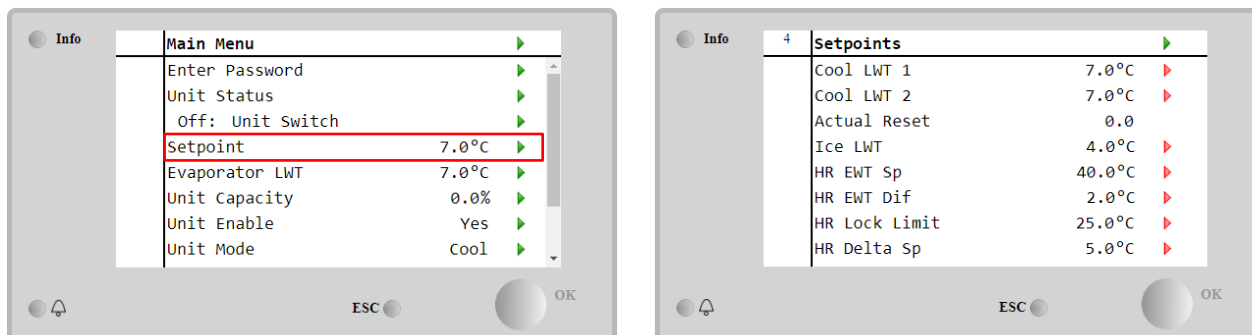 Info
Main Menu
Enter Password
Unit Status
Off: Unit Switch
Setpoint 7.0°C
Evaporator LWT 7.0°C
Unit Capacity 0.0%
Unit Enable Yes
Unit Mode Cool
ESC
OK
Info
4 Setpoints
Cool LWT 1 7.0°C
Cool LWT 2 7.0°C
Actual Reset 0.0
Ice LWT 4.0°C
HR EWT Sp 40.0°C
HR EWT Dif 2.0°C
HR Lock Limit 25.0°C
HR Delta Sp 5.0°C
ESC
OK